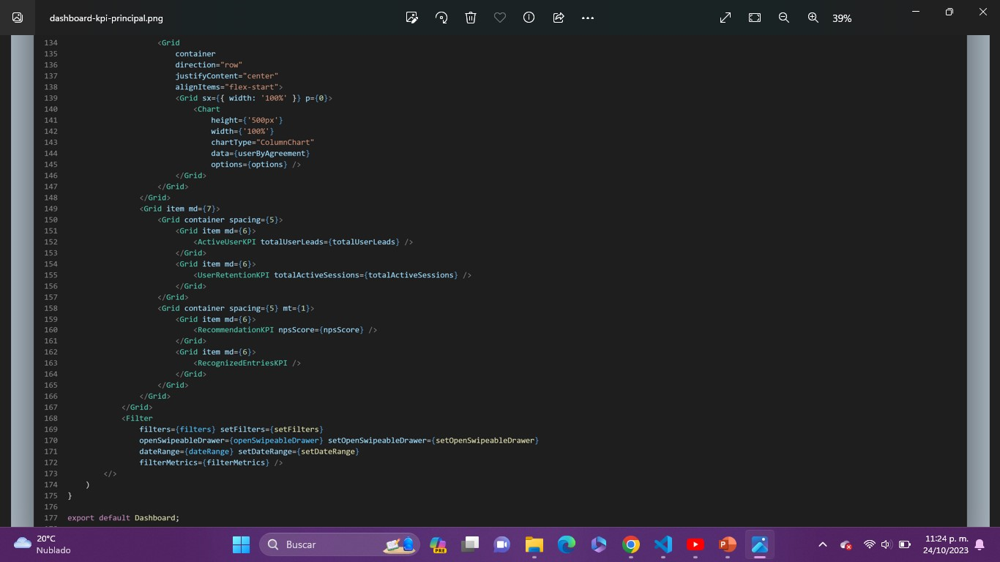 dashboard-kpi-principal.png
39%
134 <Grid
135 container
136 direction="row"
137 justifyContent="center"
138 alignItems="flex-start">
139 <Grid sx={{ width: '100%' }} p={0}>
140 <Chart
141 height={'500px'}
142 width={'100%'}
143 chartType="ColumnChart"
144 data={userByAgreement}
145 options={options} />
146 </Grid>
147 </Grid>
148 </Grid>
149 <Grid item md={7}>
150 <Grid container spacing={5}>
151 <Grid item md={6}>
152 <ActiveUserKPI totalUserLeads={totalUserLeads} />
153 </Grid>
154 <Grid item md={6}>
155 <UserRetentionKPI totalActiveSessions={totalActiveSessions} />
156 </Grid>
157 </Grid>
158 <Grid container spacing={5} mt={1}>
159 <Grid item md={6}>
160 <RecommendationKPI npsScore={npsScore} />
161 </Grid>
162 <Grid item md={6}>
163 <RecognizedEntriesKPI />
164 </Grid>
165 </Grid>
166 </Grid>
167 </Grid>
168 <Filter
169 filters={filters} setFilters={setFilters}
170 openSwipeableDrawer={openSwipeableDrawer} setOpenSwipeableDrawer={setOpenSwipeableDrawer}
171 dateRange={dateRange} setDateRange={setDateRange}
172 filterMetrics={filterMetrics} />
173 </>
174 )
175 }
176
177 export default Dashboard;
20°C
Nublado
Buscar
PRE
11:24 p. m.
24/10/2023